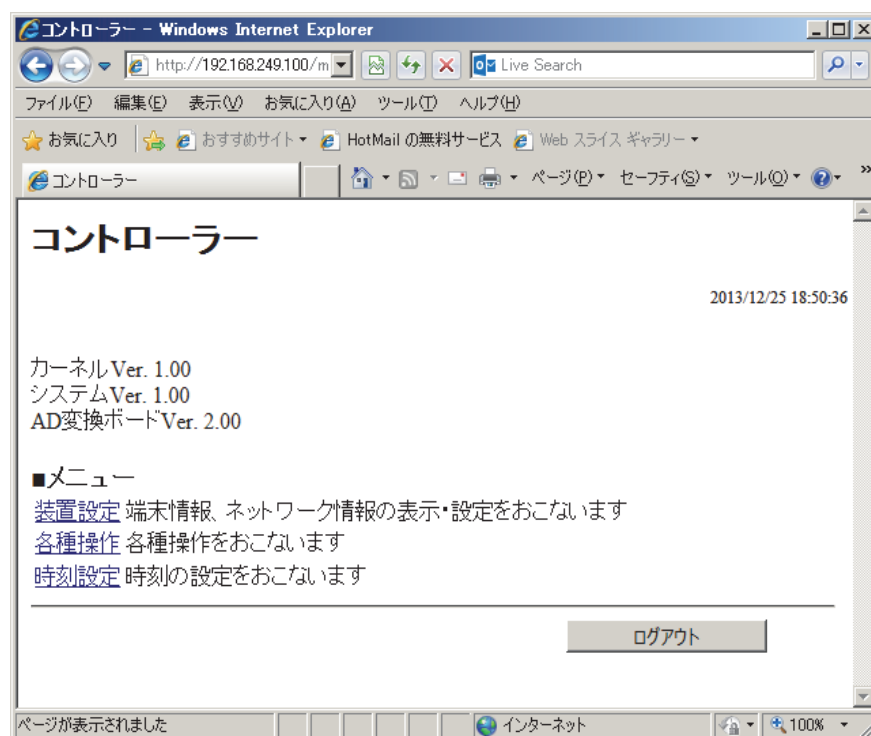 コントローラー - Windows Internet Explorer
http://192.168.249.100/m
Live Search
ファイル(F) 編集(E) 表示(V) お気に入り(A) ツール(T) ヘルプ(H)
お気に入り おすすめサイト HotMail の無料サービス Web スライス ギャラリー
コントローラー ページ(P) セーフティ(S) ツール(O) »
コントローラー
2013/12/25 18:50:36
カーネルVer. 1.00
システムVer. 1.00
AD変換ボードVer. 2.00
■メニュー
装置設定 端末情報、ネットワーク情報の表示・設定をおこないます
各種操作 各種操作をおこないます
時刻設定 時刻の設定をおこないます
ログアウト
ページが表示されました インターネット 100%